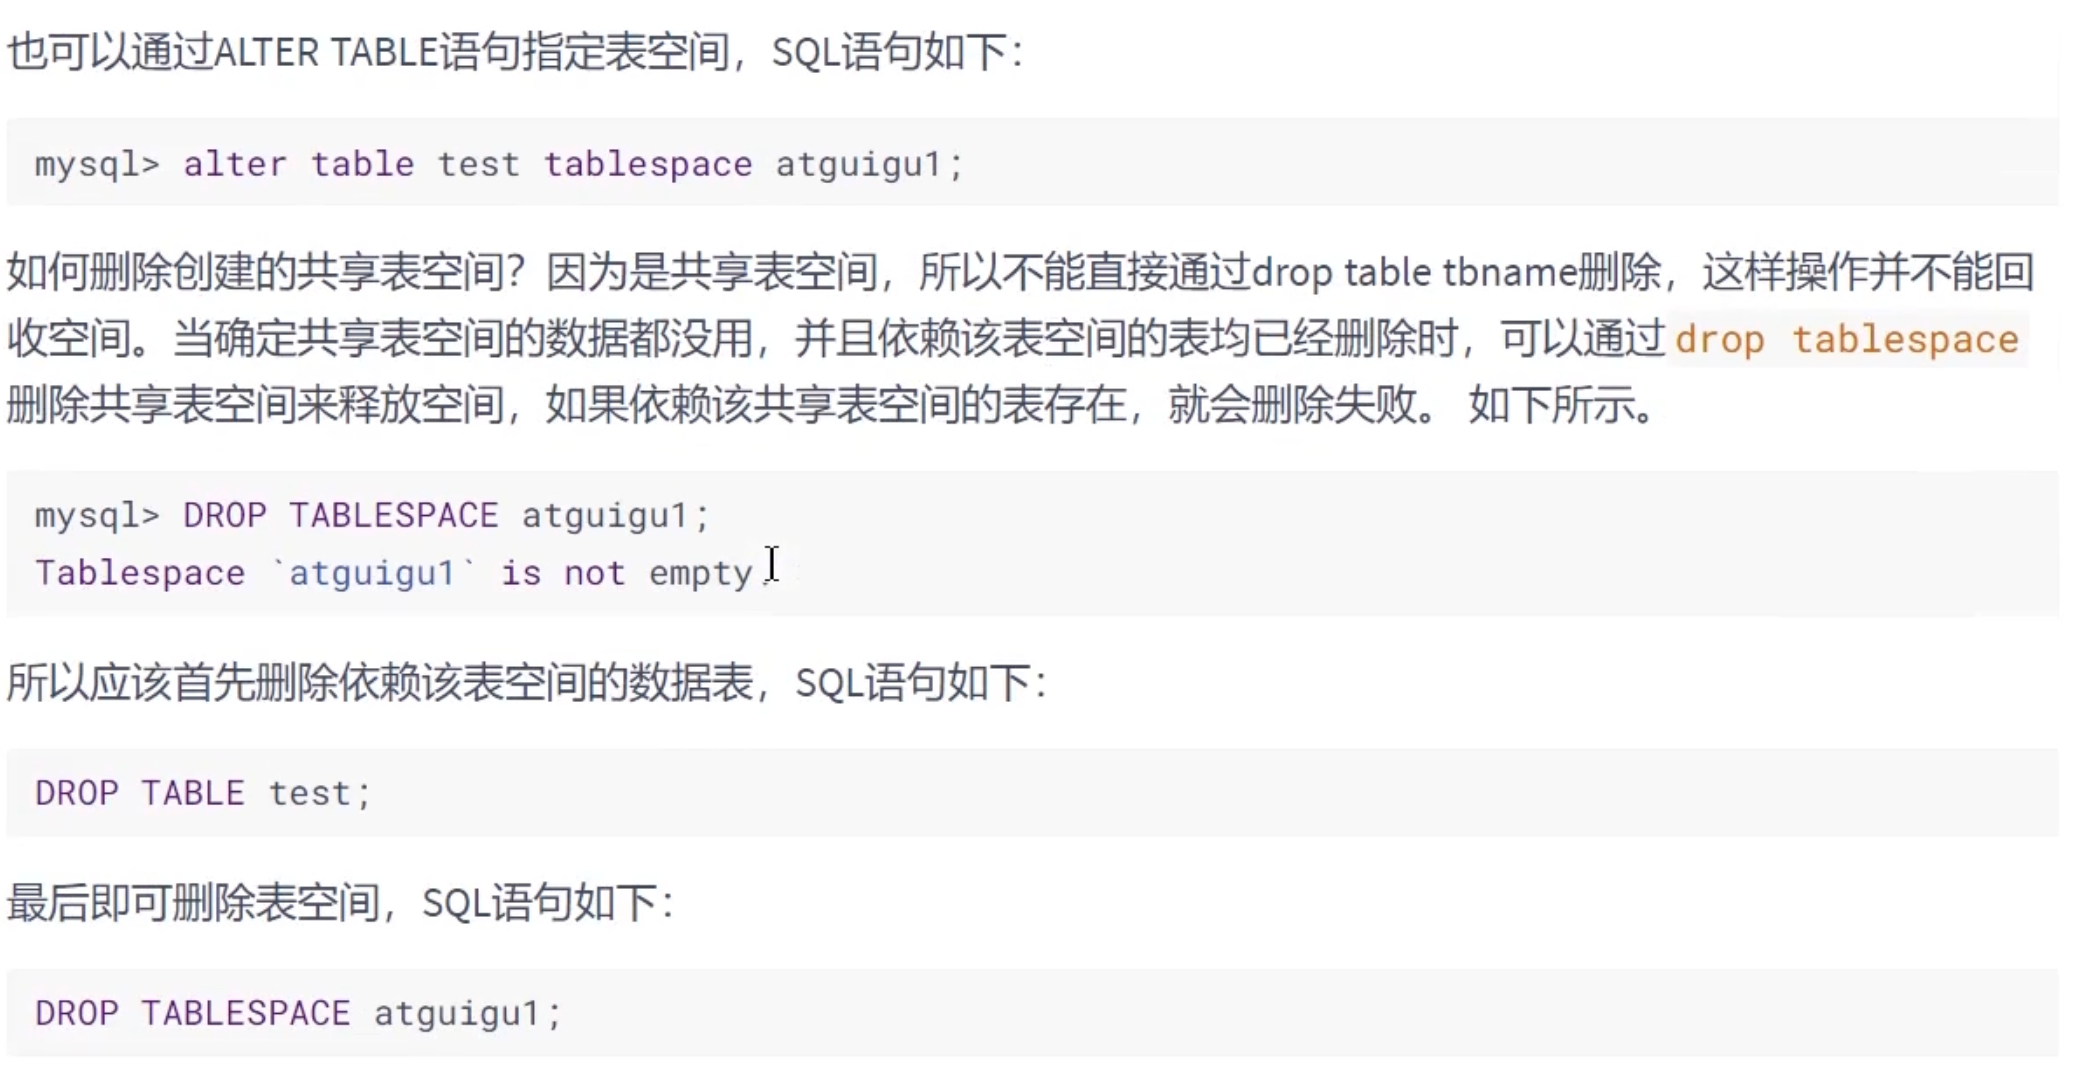 也可以通过ALTER TABLE语句指定表空间，SQL语句如下：
mysql> alter table test tablespace atguigu1;
如何删除创建的共享表空间？因为是共享表空间，所以不能直接通过drop table tbname删除，这样操作并不能回
收空间。当确定共享表空间的数据都没用，并且依赖该表空间的表均已经删除时，可以通过drop tablespace
删除共享表空间来释放空间，如果依赖该共享表空间的表存在，就会删除失败。 如下所示。
mysql> DROP TABLESPACE atguigu1;
Tablespace `atguigu1` is not empty.
所以应该首先删除依赖该表空间的数据表，SQL语句如下：
DROP TABLE test;
最后即可删除表空间，SQL语句如下：
DROP TABLESPACE atguigu1;